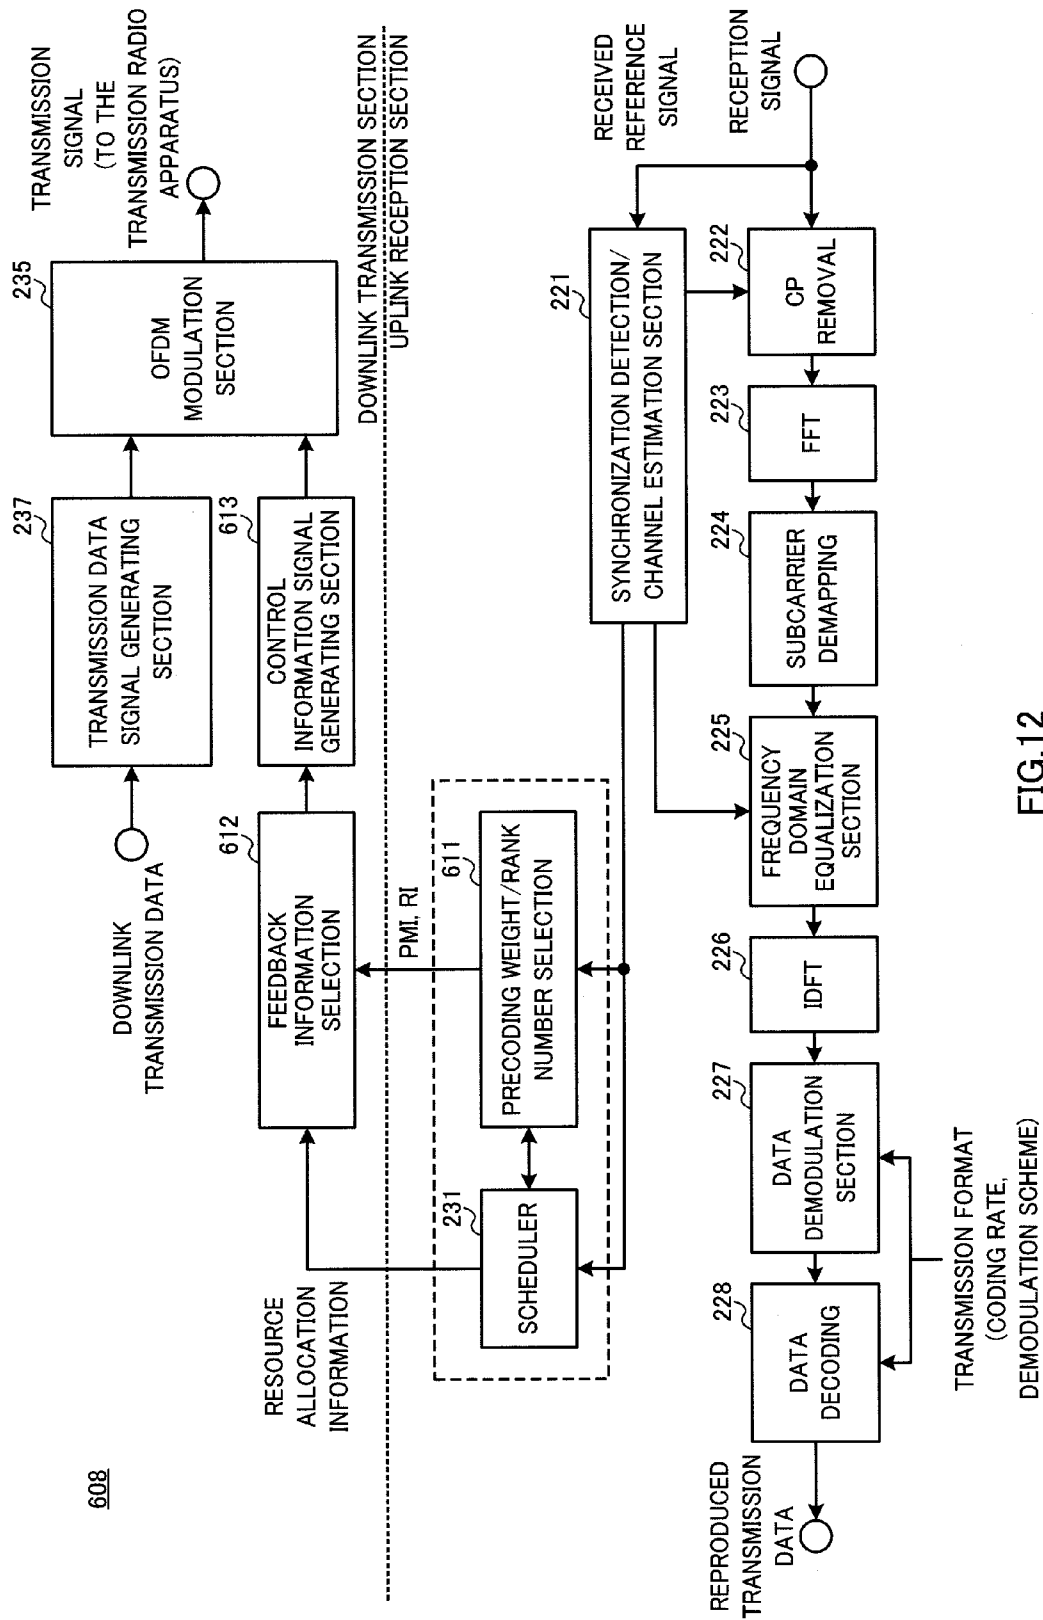 608
DOWNLINK
TRANSMISSION DATA
237
TRANSMISSION DATA
SIGNAL GENERATING
SECTION
235
OFDM
MODULATION
SECTION
TRANSMISSION
SIGNAL
(TO THE
TRANSMISSION RADIO
APPARATUS)
RESOURCE
ALLOCATION
INFORMATION
612
FEEDBACK
INFORMATION
SELECTION
613
CONTROL
INFORMATION SIGNAL
GENERATING SECTION
DOWNLINK TRANSMISSION SECTION
UPLINK RECEPTION SECTION
PMI, RI
231
SCHEDULER
611
PRECODING WEIGHT/RANK
NUMBER SELECTION
221
SYNCHRONIZATION DETECTION/
CHANNEL ESTIMATION SECTION
RECEIVED
REFERENCE
SIGNAL
RECEPTION
SIGNAL
REPRODUCED
TRANSMISSION
DATA
228
DATA
DECODING
227
DATA
DEMODULATION
SECTION
226
IDFT
225
FREQUENCY
DOMAIN
EQUALIZATION
SECTION
224
SUBCARRIER
DEMAPPING
223
FFT
222
CP
REMOVAL
TRANSMISSION FORMAT
(CODING RATE,
DEMODULATION SCHEME)
FIG.12